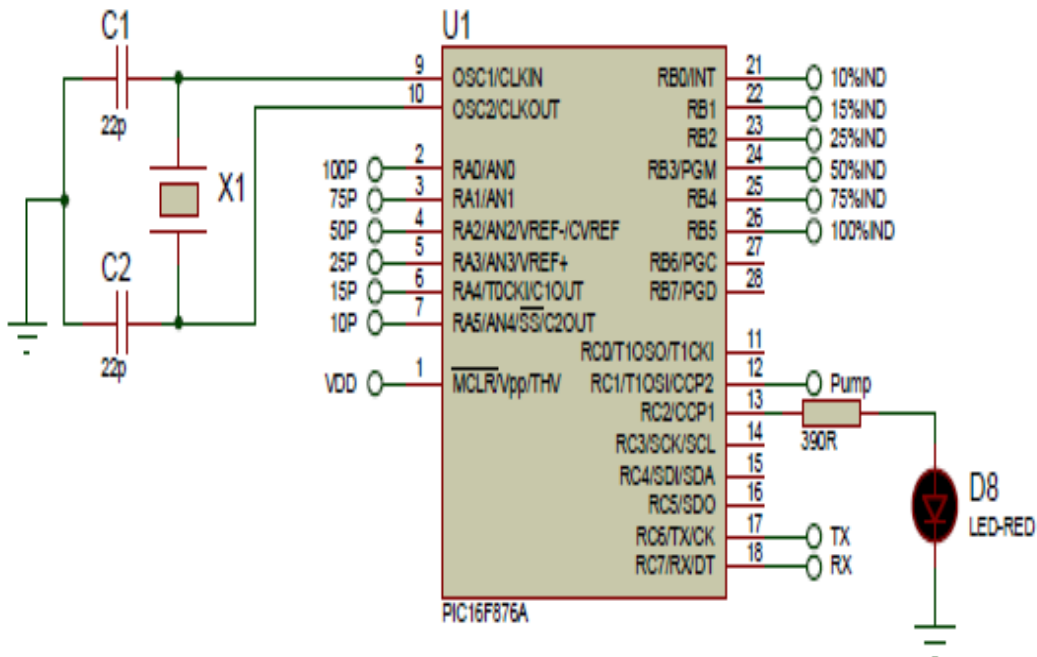 C1
22p
X1
C2
22p
U1
9 OSC1/CLKIN
10 OSC2/CLKOUT
100P 2 RA0/AN0
75P 3 RA1/AN1
50P 4 RA2/AN2/VREF-/CVREF
25P 5 RA3/AN3/VREF+
15P 6 RA4/T0CKI/C1OUT
10P 7 RA5/AN4/SS/C2OUT
VDD 1 MCLR/Vpp/THV
RB0/INT 21 10%IND
RB1 22 15%IND
RB2 23 25%IND
RB3/PGM 24 50%IND
RB4 25 75%IND
RB5 26 100%IND
RB6/PGC 27
RB7/PGD 28
RC0/T1OSO/T1CKI 11
RC1/T1OSI/CCP2 12 Pump
RC2/CCP1 13
390R
RC3/SCK/SCL 14
RC4/SDI/SDA 15
RC5/SDO 16
RC6/TX/CK 17 TX
RC7/RX/DT 18 RX
PIC16F876A
D8
LED-RED